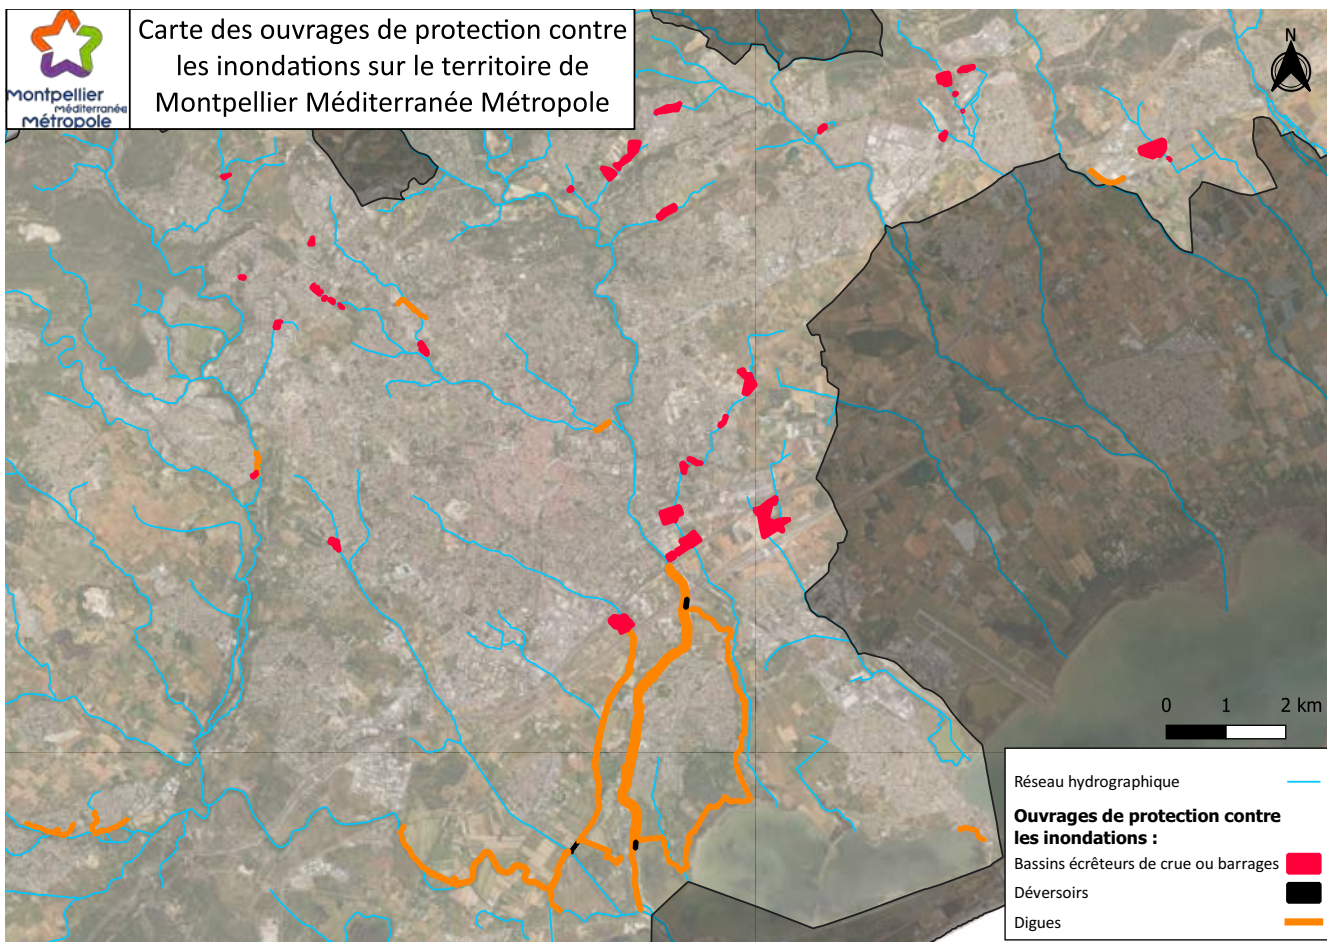 montpellier
méditerranée
métropole
Carte des ouvrages de protection contre
les inondations sur le territoire de
Montpellier Méditerranée Métropole
N
0 1 2 km
Réseau hydrographique
Ouvrages de protection contre
les inondations :
Bassins écrêteurs de crue ou barrages
Déversoirs
Digues